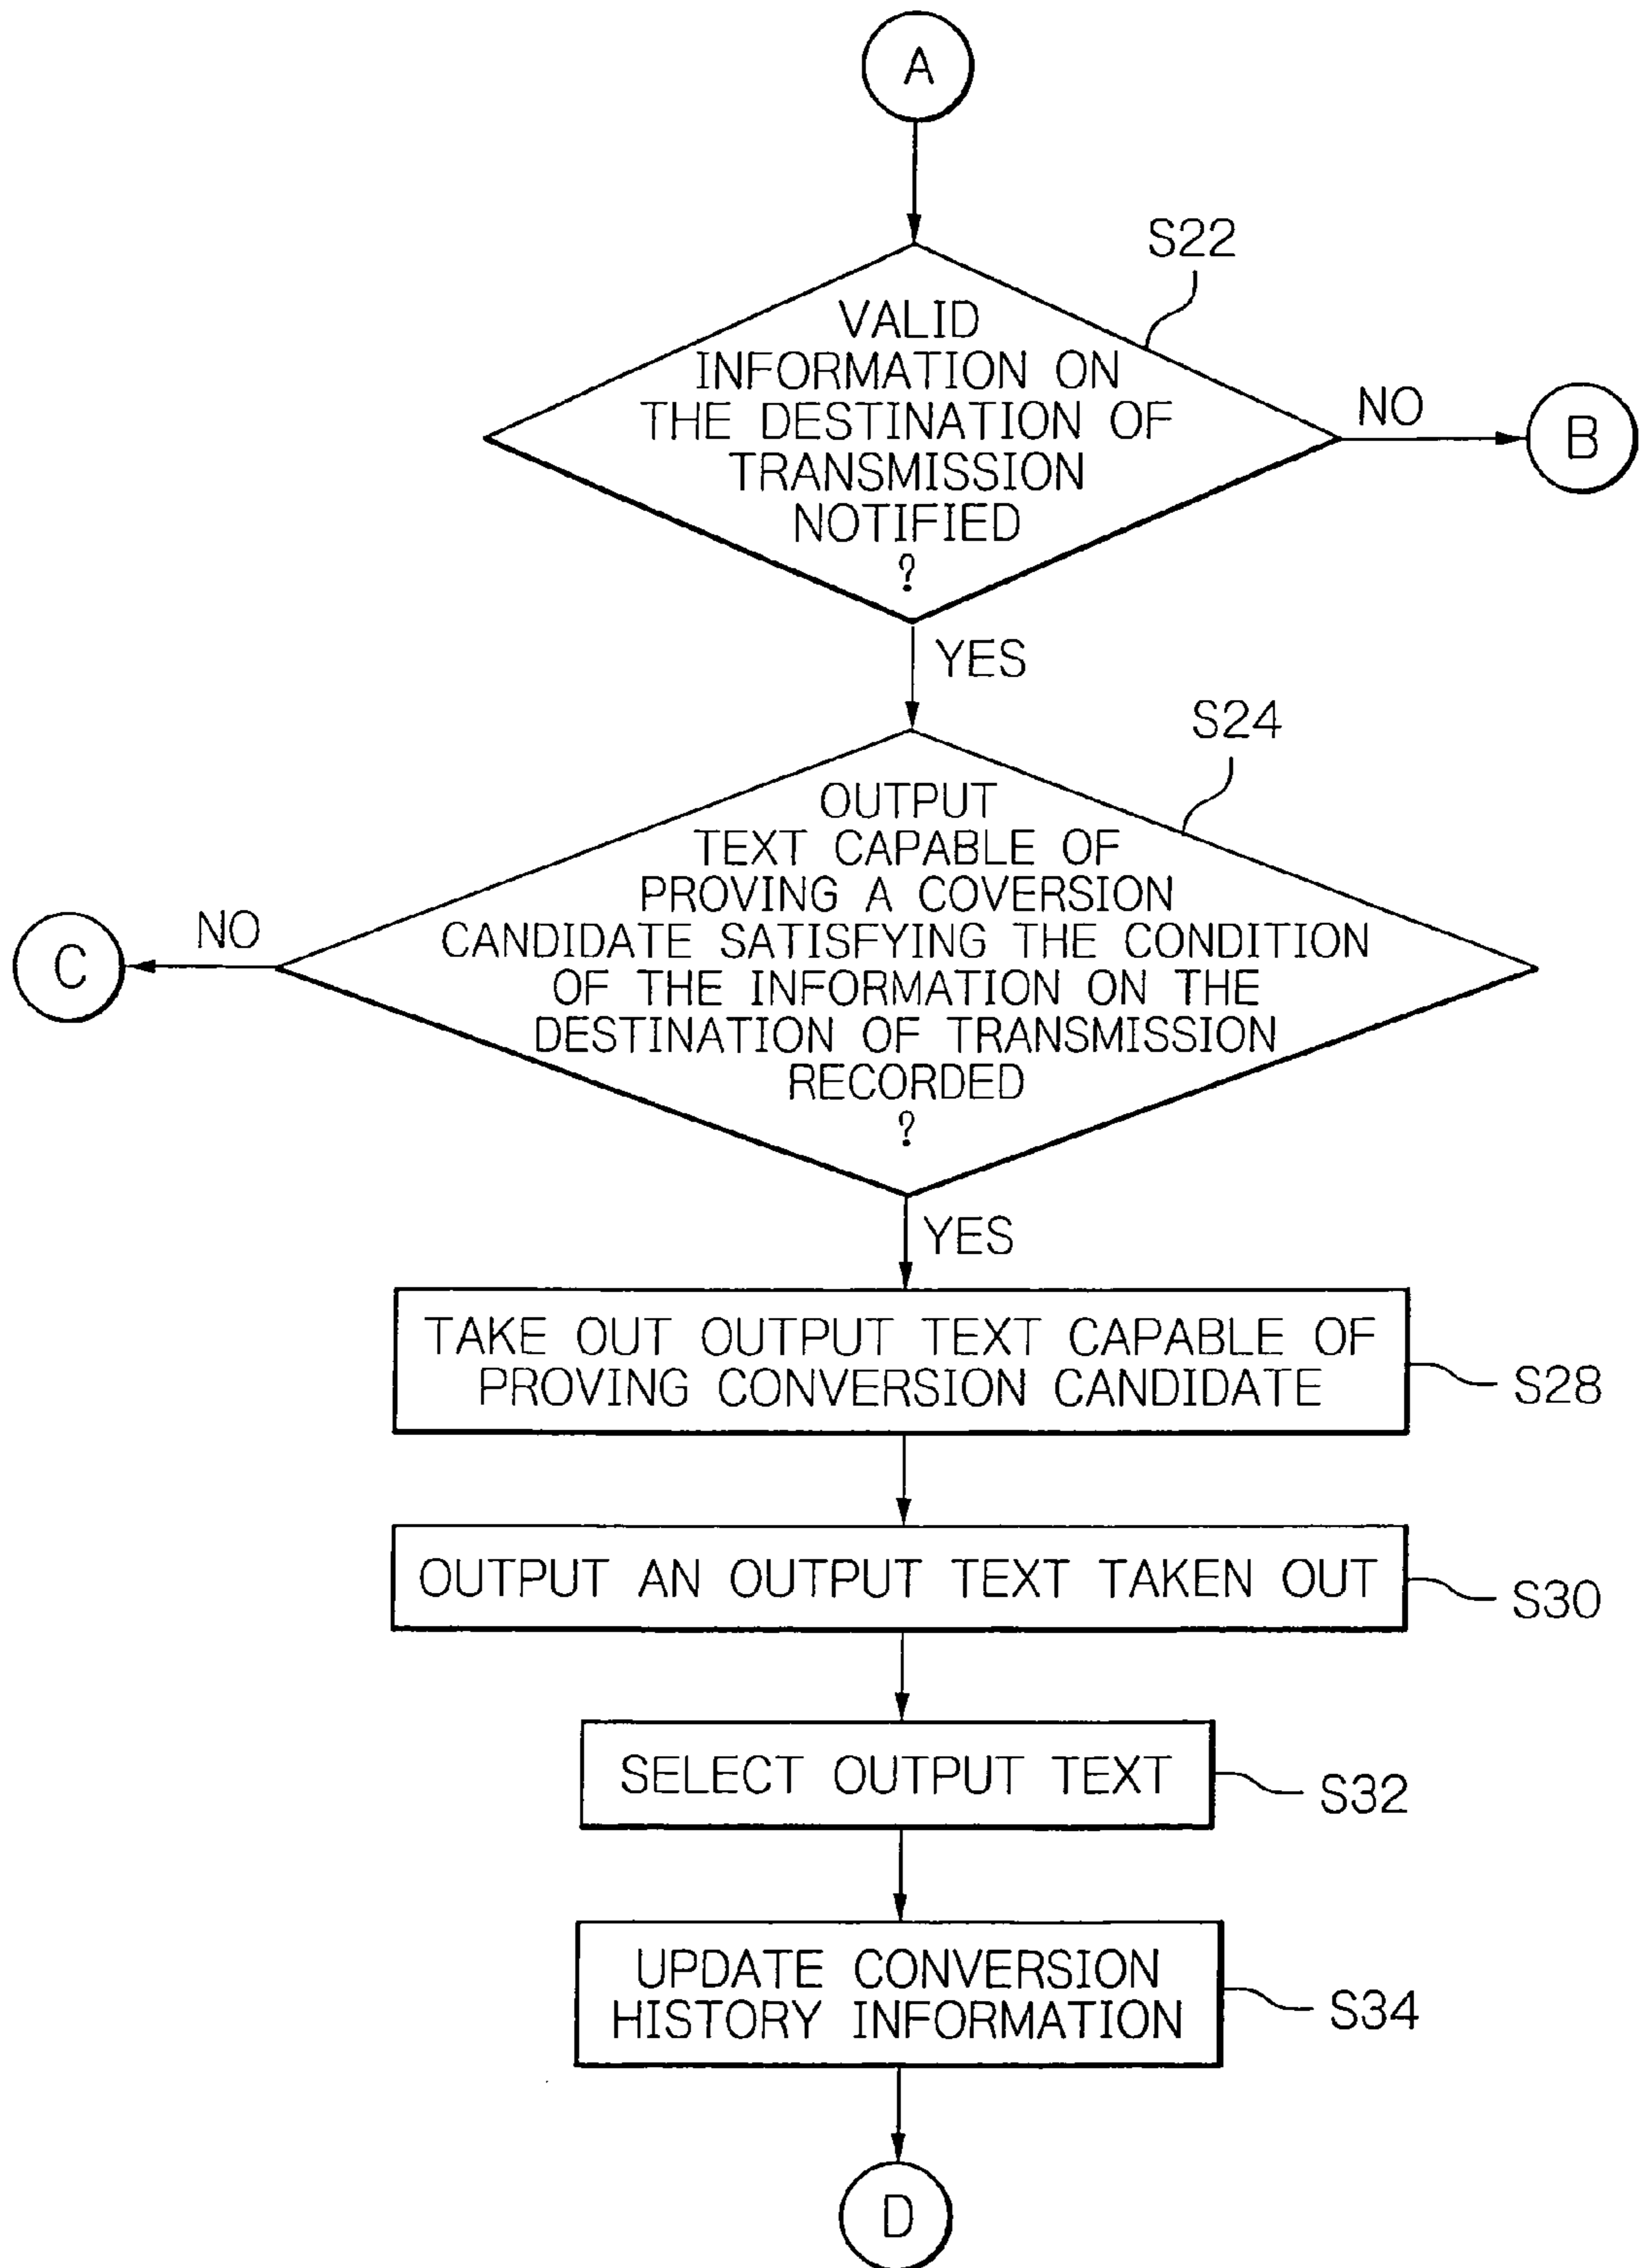 A
S22
VALID
INFORMATION ON
THE DESTINATION OF
TRANSMISSION
NOTIFIED
?
NO
B
YES
S24
OUTPUT
TEXT CAPABLE OF
PROVING A COVERSION
CANDIDATE SATISFYING THE CONDITION
OF THE INFORMATION ON THE
DESTINATION OF TRANSMISSION
RECORDED
?
NO
C
YES
TAKE OUT OUTPUT TEXT CAPABLE OF
PROVING CONVERSION CANDIDATE
S28
OUTPUT AN OUTPUT TEXT TAKEN OUT
S30
SELECT OUTPUT TEXT
S32
UPDATE CONVERSION
HISTORY INFORMATION
S34
D